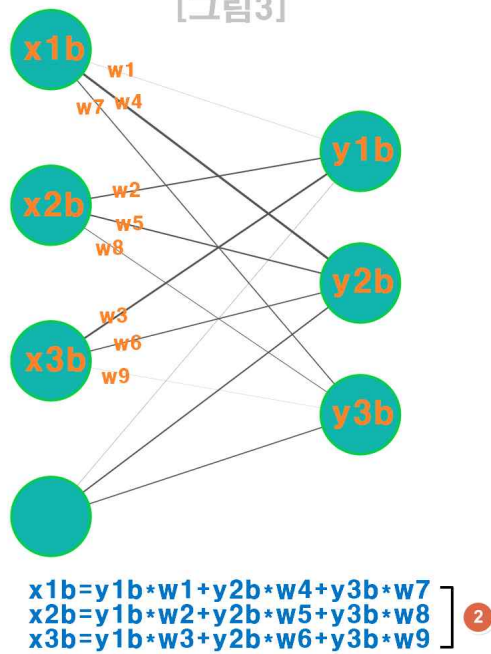 [그림3]
x1b
w1
w7 w4
y1b
x2b
w2
w5
w8
y2b
w3
x3b
w6
w9
y3b
x1b=y1b*w1+y2b*w4+y3b*w7
x2b=y1b*w2+y2b*w5+y3b*w8
x3b=y1b*w3+y2b*w6+y3b*w9
2